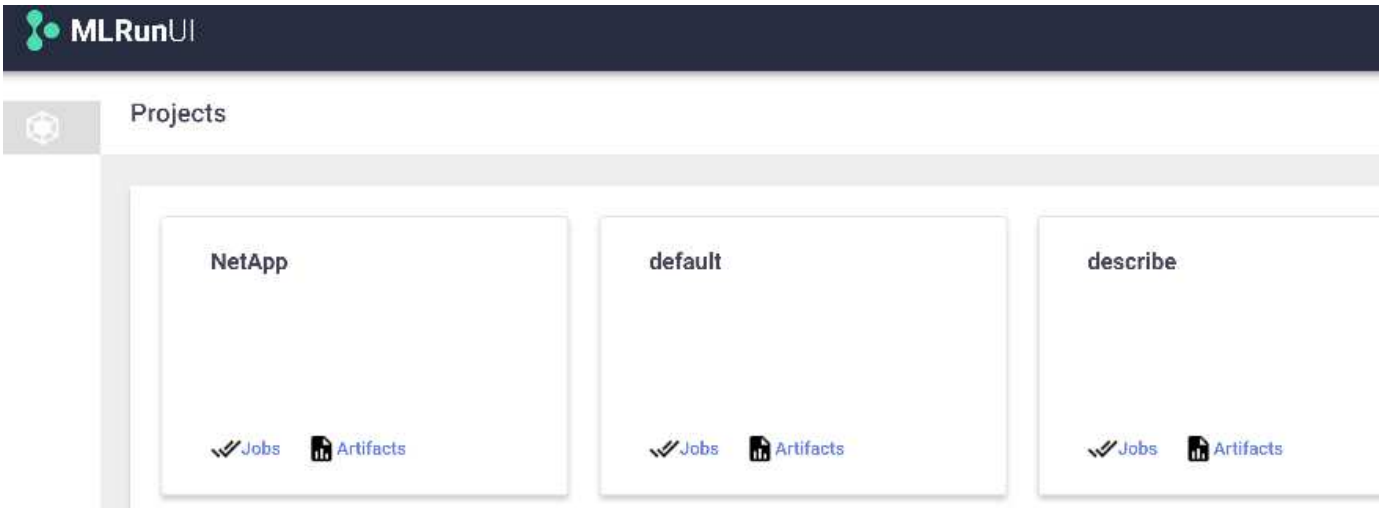 MLRunUI
Projects
NetApp
default
describe
Jobs
Artifacts
Jobs
Artifacts
Jobs
Artifacts